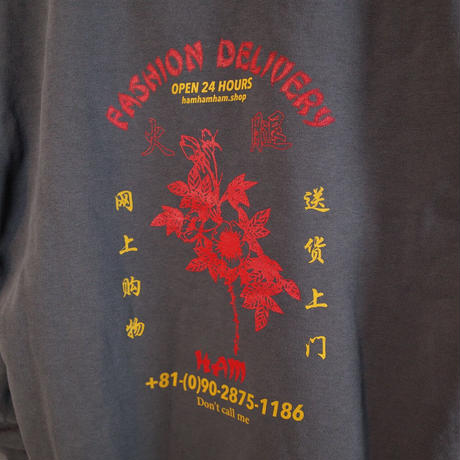 FASHION DELIVERY
OPEN 24 HOURS
hamhamham.shop
火腿
网上购物
送货上门
HAM
+81-(0)90-2875-1186
Don't call me